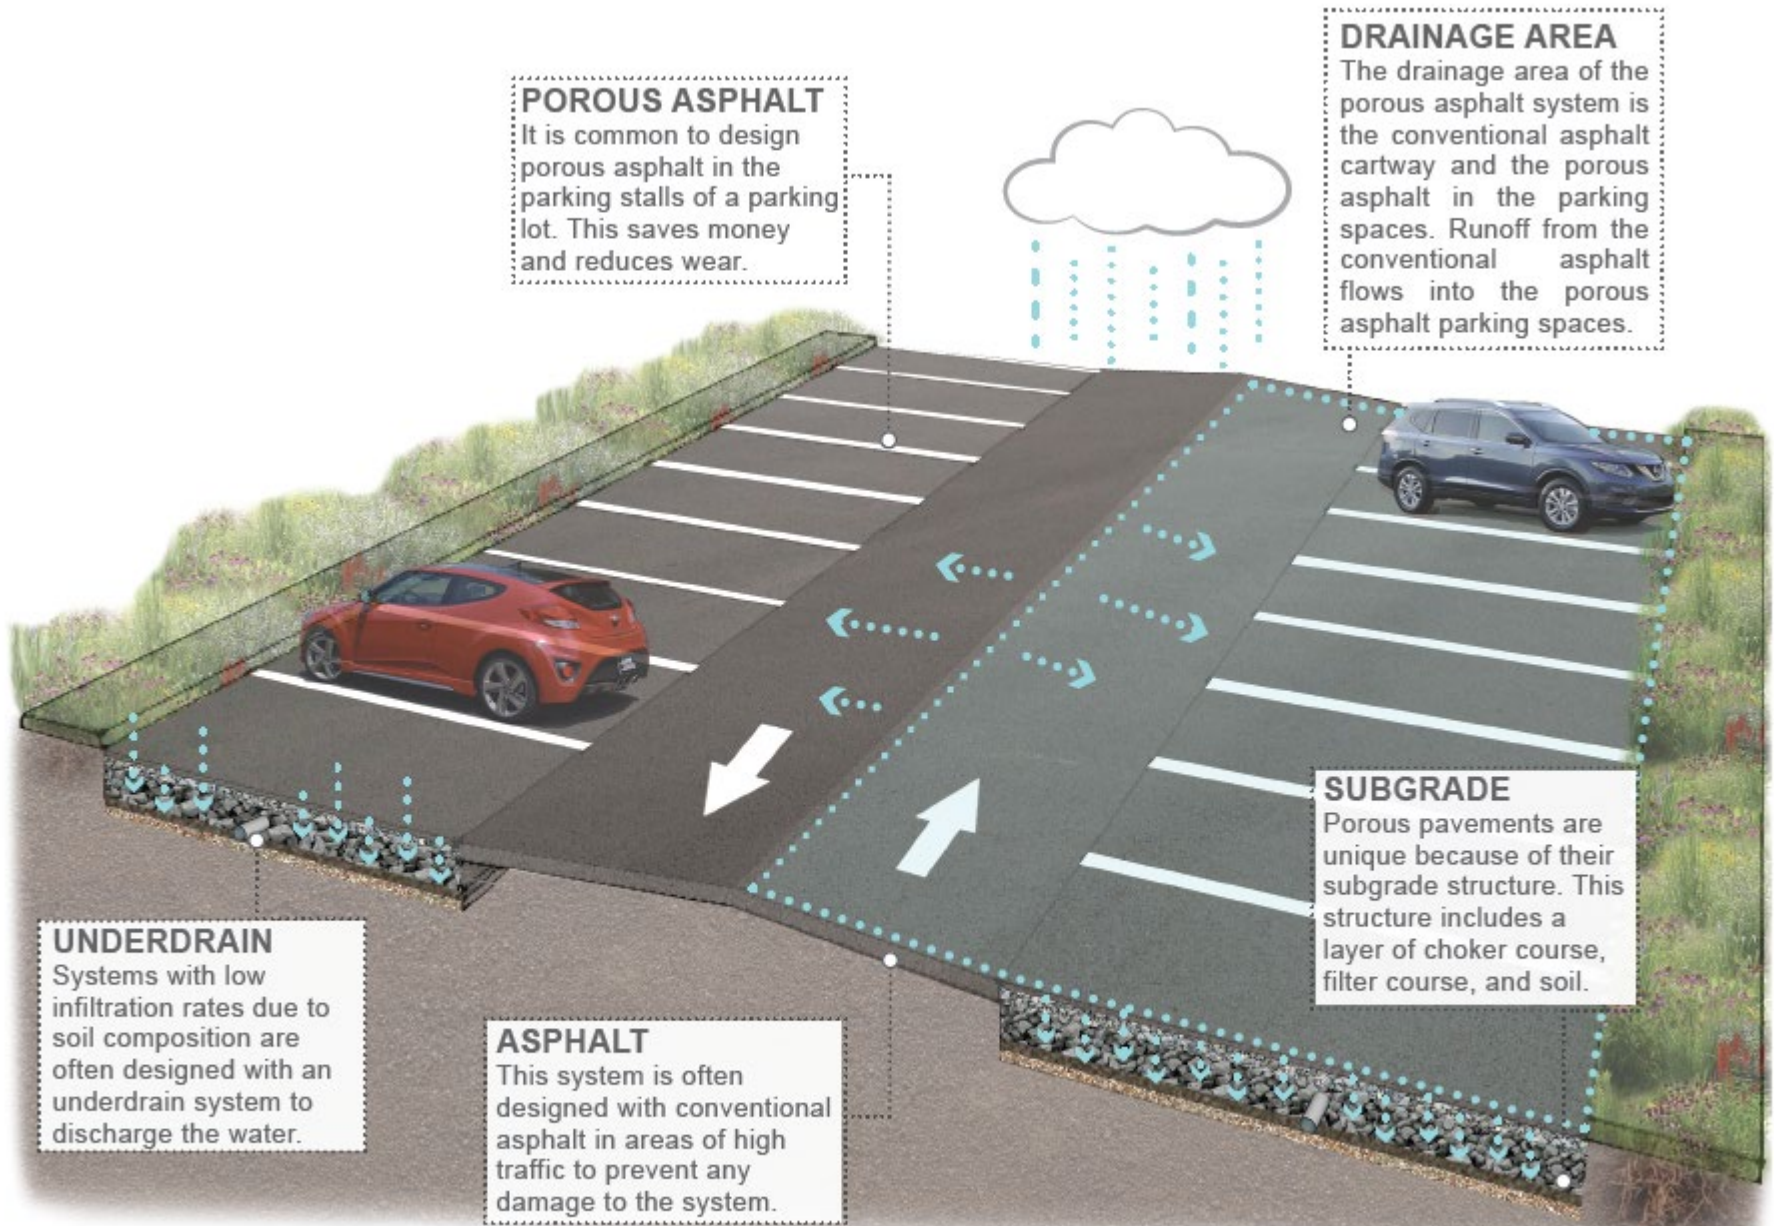 POROUS ASPHALT
It is common to design
porous asphalt in the
parking stalls of a parking
lot. This saves money
and reduces wear.
DRAINAGE AREA
The drainage area of the
porous asphalt system is
the conventional asphalt
cartway and the porous
asphalt in the parking
spaces. Runoff from the
conventional asphalt
flows into the porous
asphalt parking spaces.
SUBGRADE
Porous pavements are
unique because of their
subgrade structure. This
structure includes a
layer of choker course,
filter course, and soil.
UNDERDRAIN
Systems with low
infiltration rates due to
soil composition are
often designed with an
underdrain system to
discharge the water.
ASPHALT
This system is often
designed with conventional
asphalt in areas of high
traffic to prevent any
damage to the system.